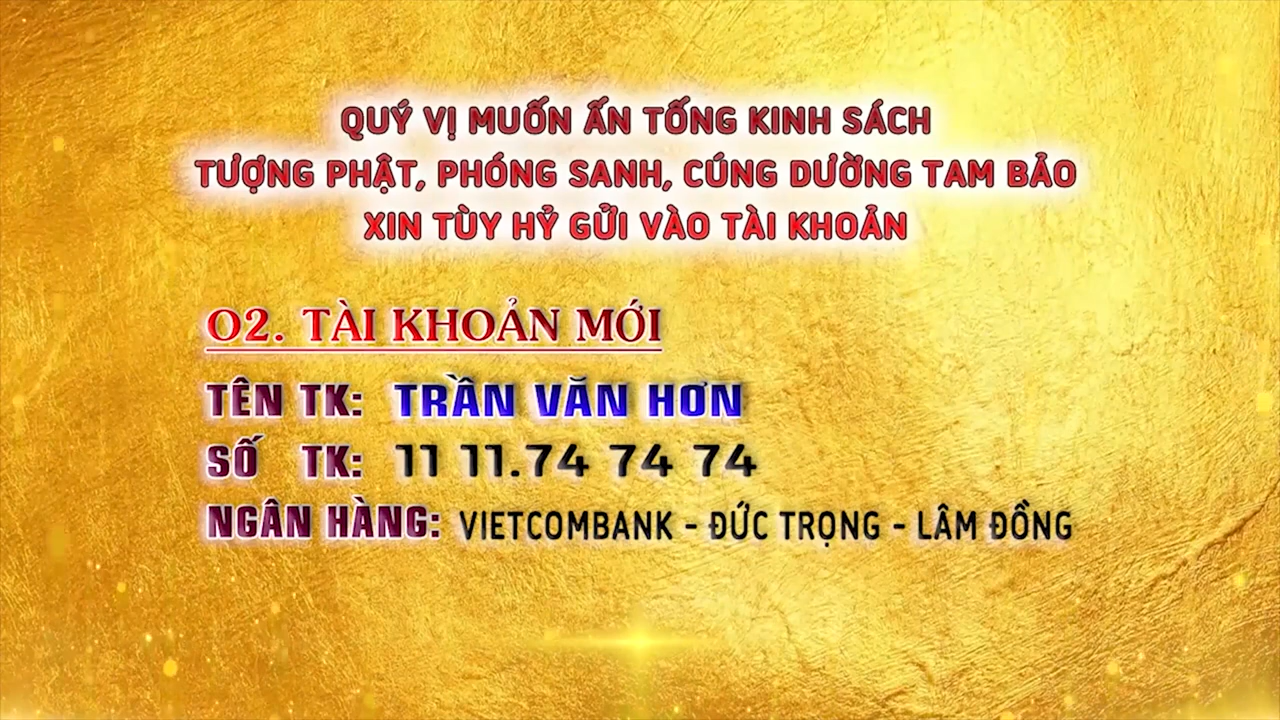 QUÝ VỊ MUỐN ẤN TỐNG KINH SÁCH
TƯỢNG PHẬT, PHÓNG SANH, CÚNG DƯỜNG TAM BẢO
XIN TÙY HỶ GỬI VÀO TÀI KHOẢN
02. TÀI KHOẢN MỚI
TÊN TK: TRẦN VĂN HƠN
SỐ TK: 11 11.74 74 74
NGÂN HÀNG: VIETCOMBANK - ĐỨC TRỌNG - LÂM ĐỒNG